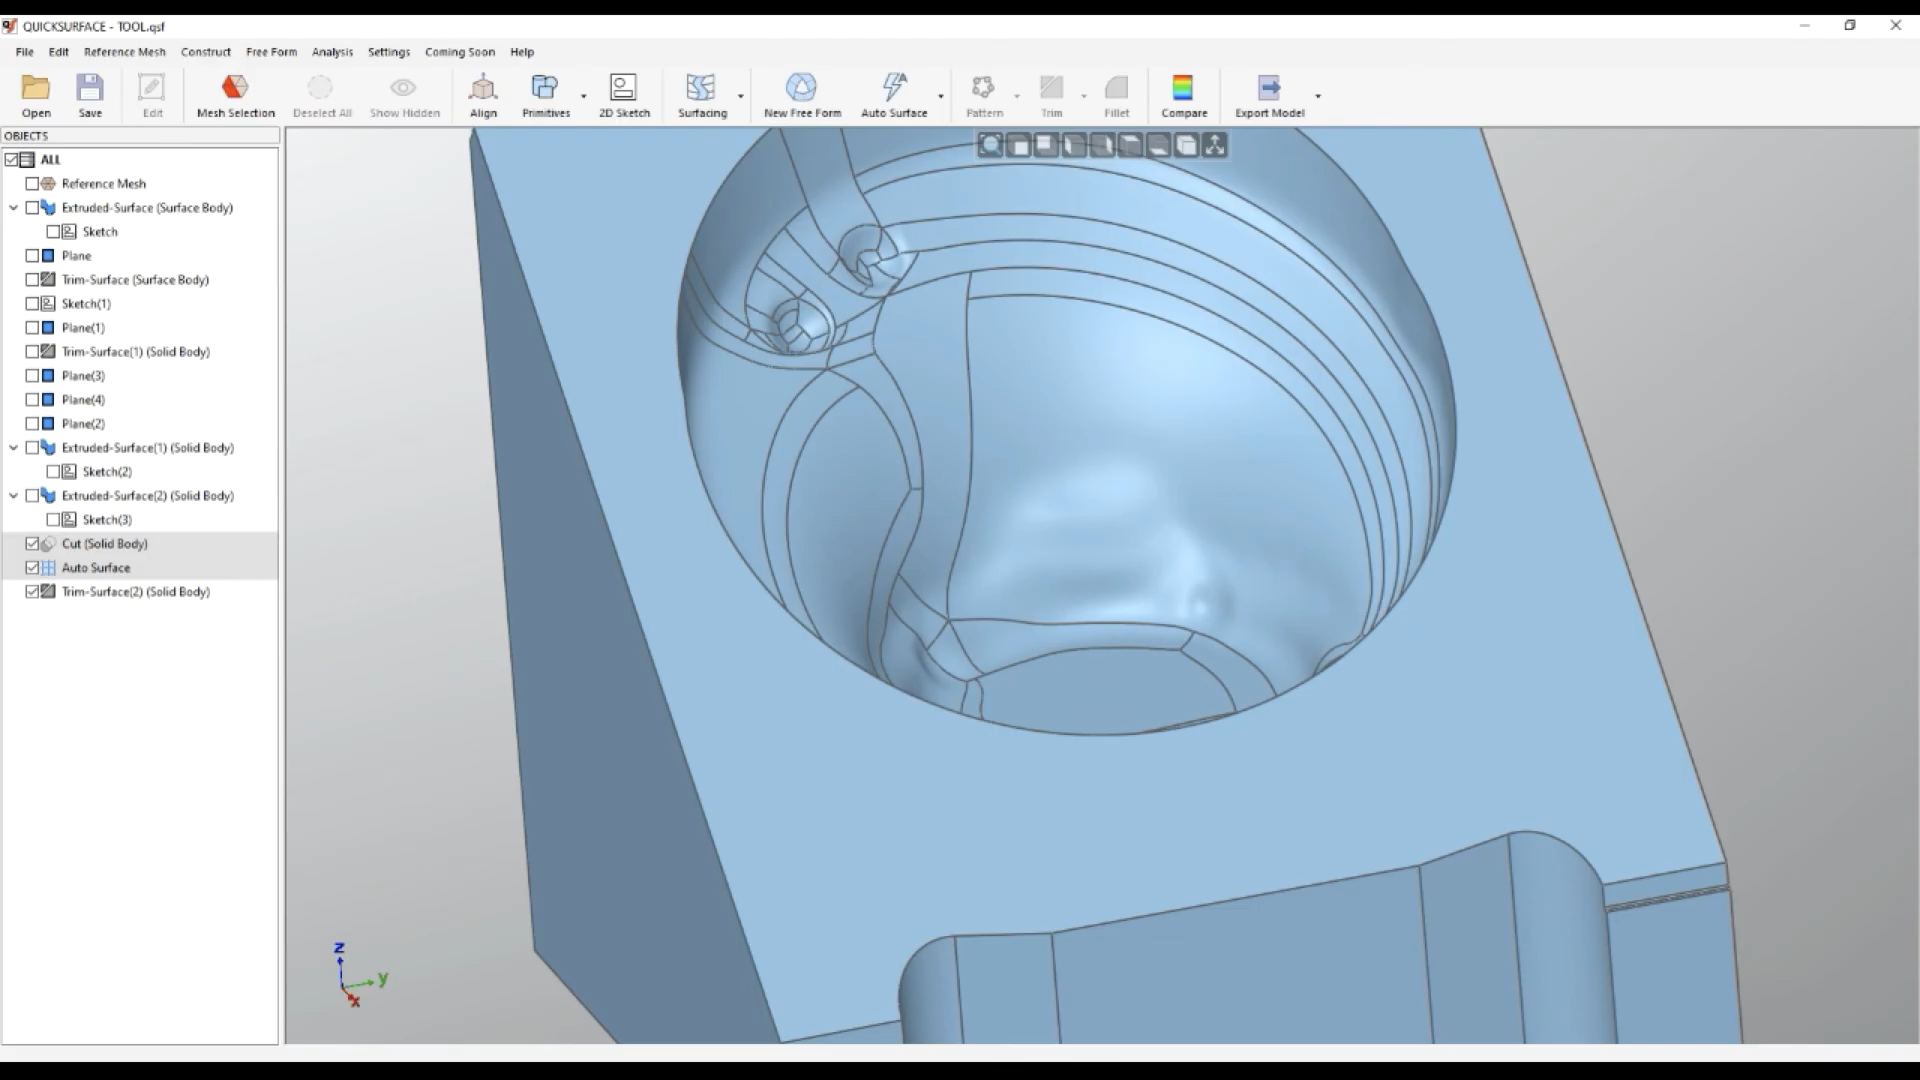 QUICKSURFACE - TOOL.qsf
File Edit Reference Mesh Construct Free Form Analysis Settings Coming Soon Help
Open Save Edit Mesh Selection Deselect All Show Hidden Align Primitives 2D Sketch Surfacing New Free Form Auto Surface Pattern Trim Fillet Compare Export Model
OBJECTS
ALL
Reference Mesh
Extruded-Surface (Surface Body)
Sketch
Plane
Trim-Surface (Surface Body)
Sketch(1)
Plane(1)
Trim-Surface(1) (Solid Body)
Plane(3)
Plane(4)
Plane(2)
Extruded-Surface(1) (Solid Body)
Sketch(2)
Extruded-Surface(2) (Solid Body)
Sketch(3)
Cut (Solid Body)
Auto Surface
Trim-Surface(2) (Solid Body)
z
y
x